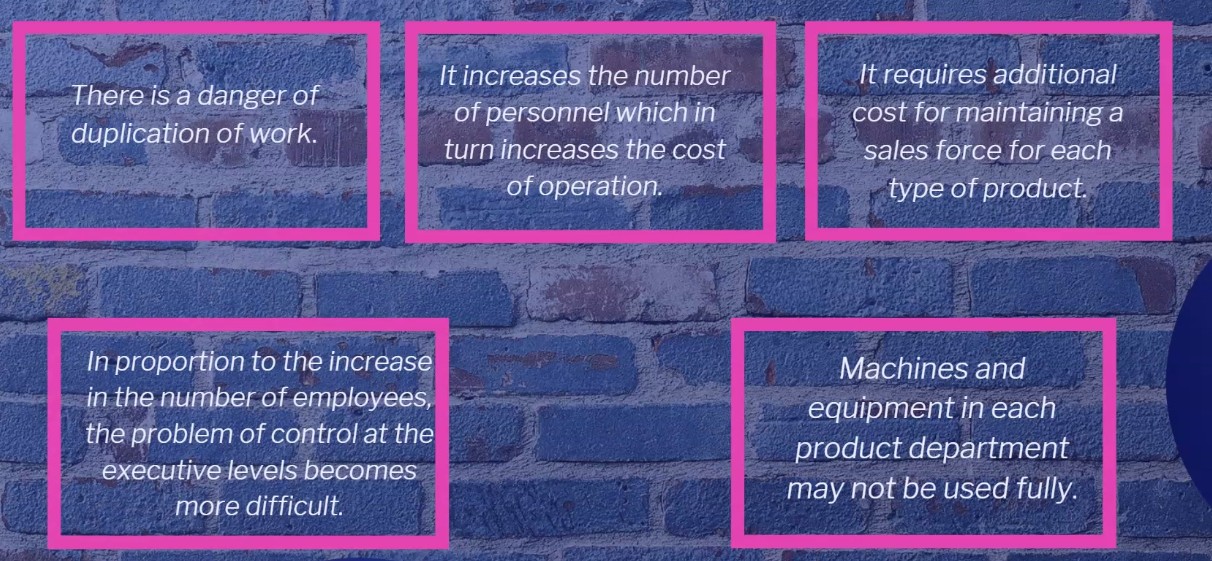 There is a danger of
duplication of work.
It increases the number
of personnel which in
turn increases the cost
of operation.
It requires additional
cost for maintaining a
sales force for each
type of product.
In proportion to the increase
in the number of employees,
the problem of control at the
executive levels becomes
more difficult.
Machines and
equipment in each
product department
may not be used fully.